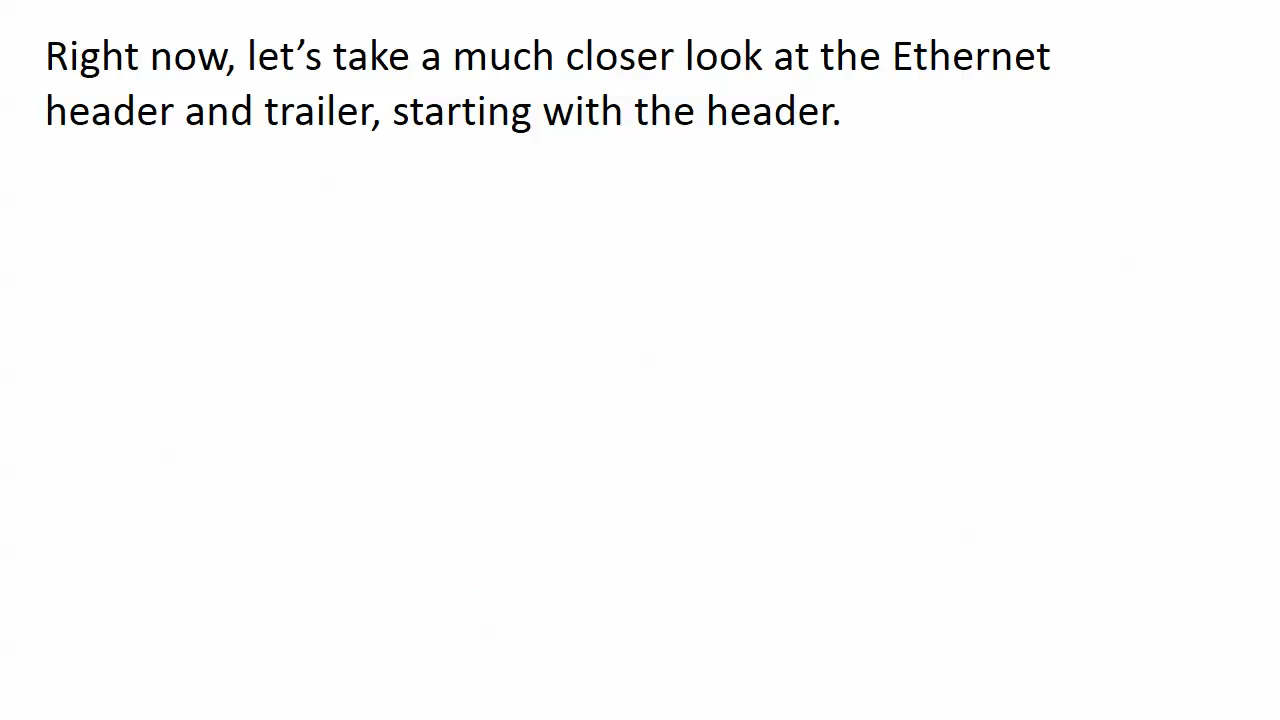 Right now, let’s take a much closer look at the Ethernet
header and trailer, starting with the header.